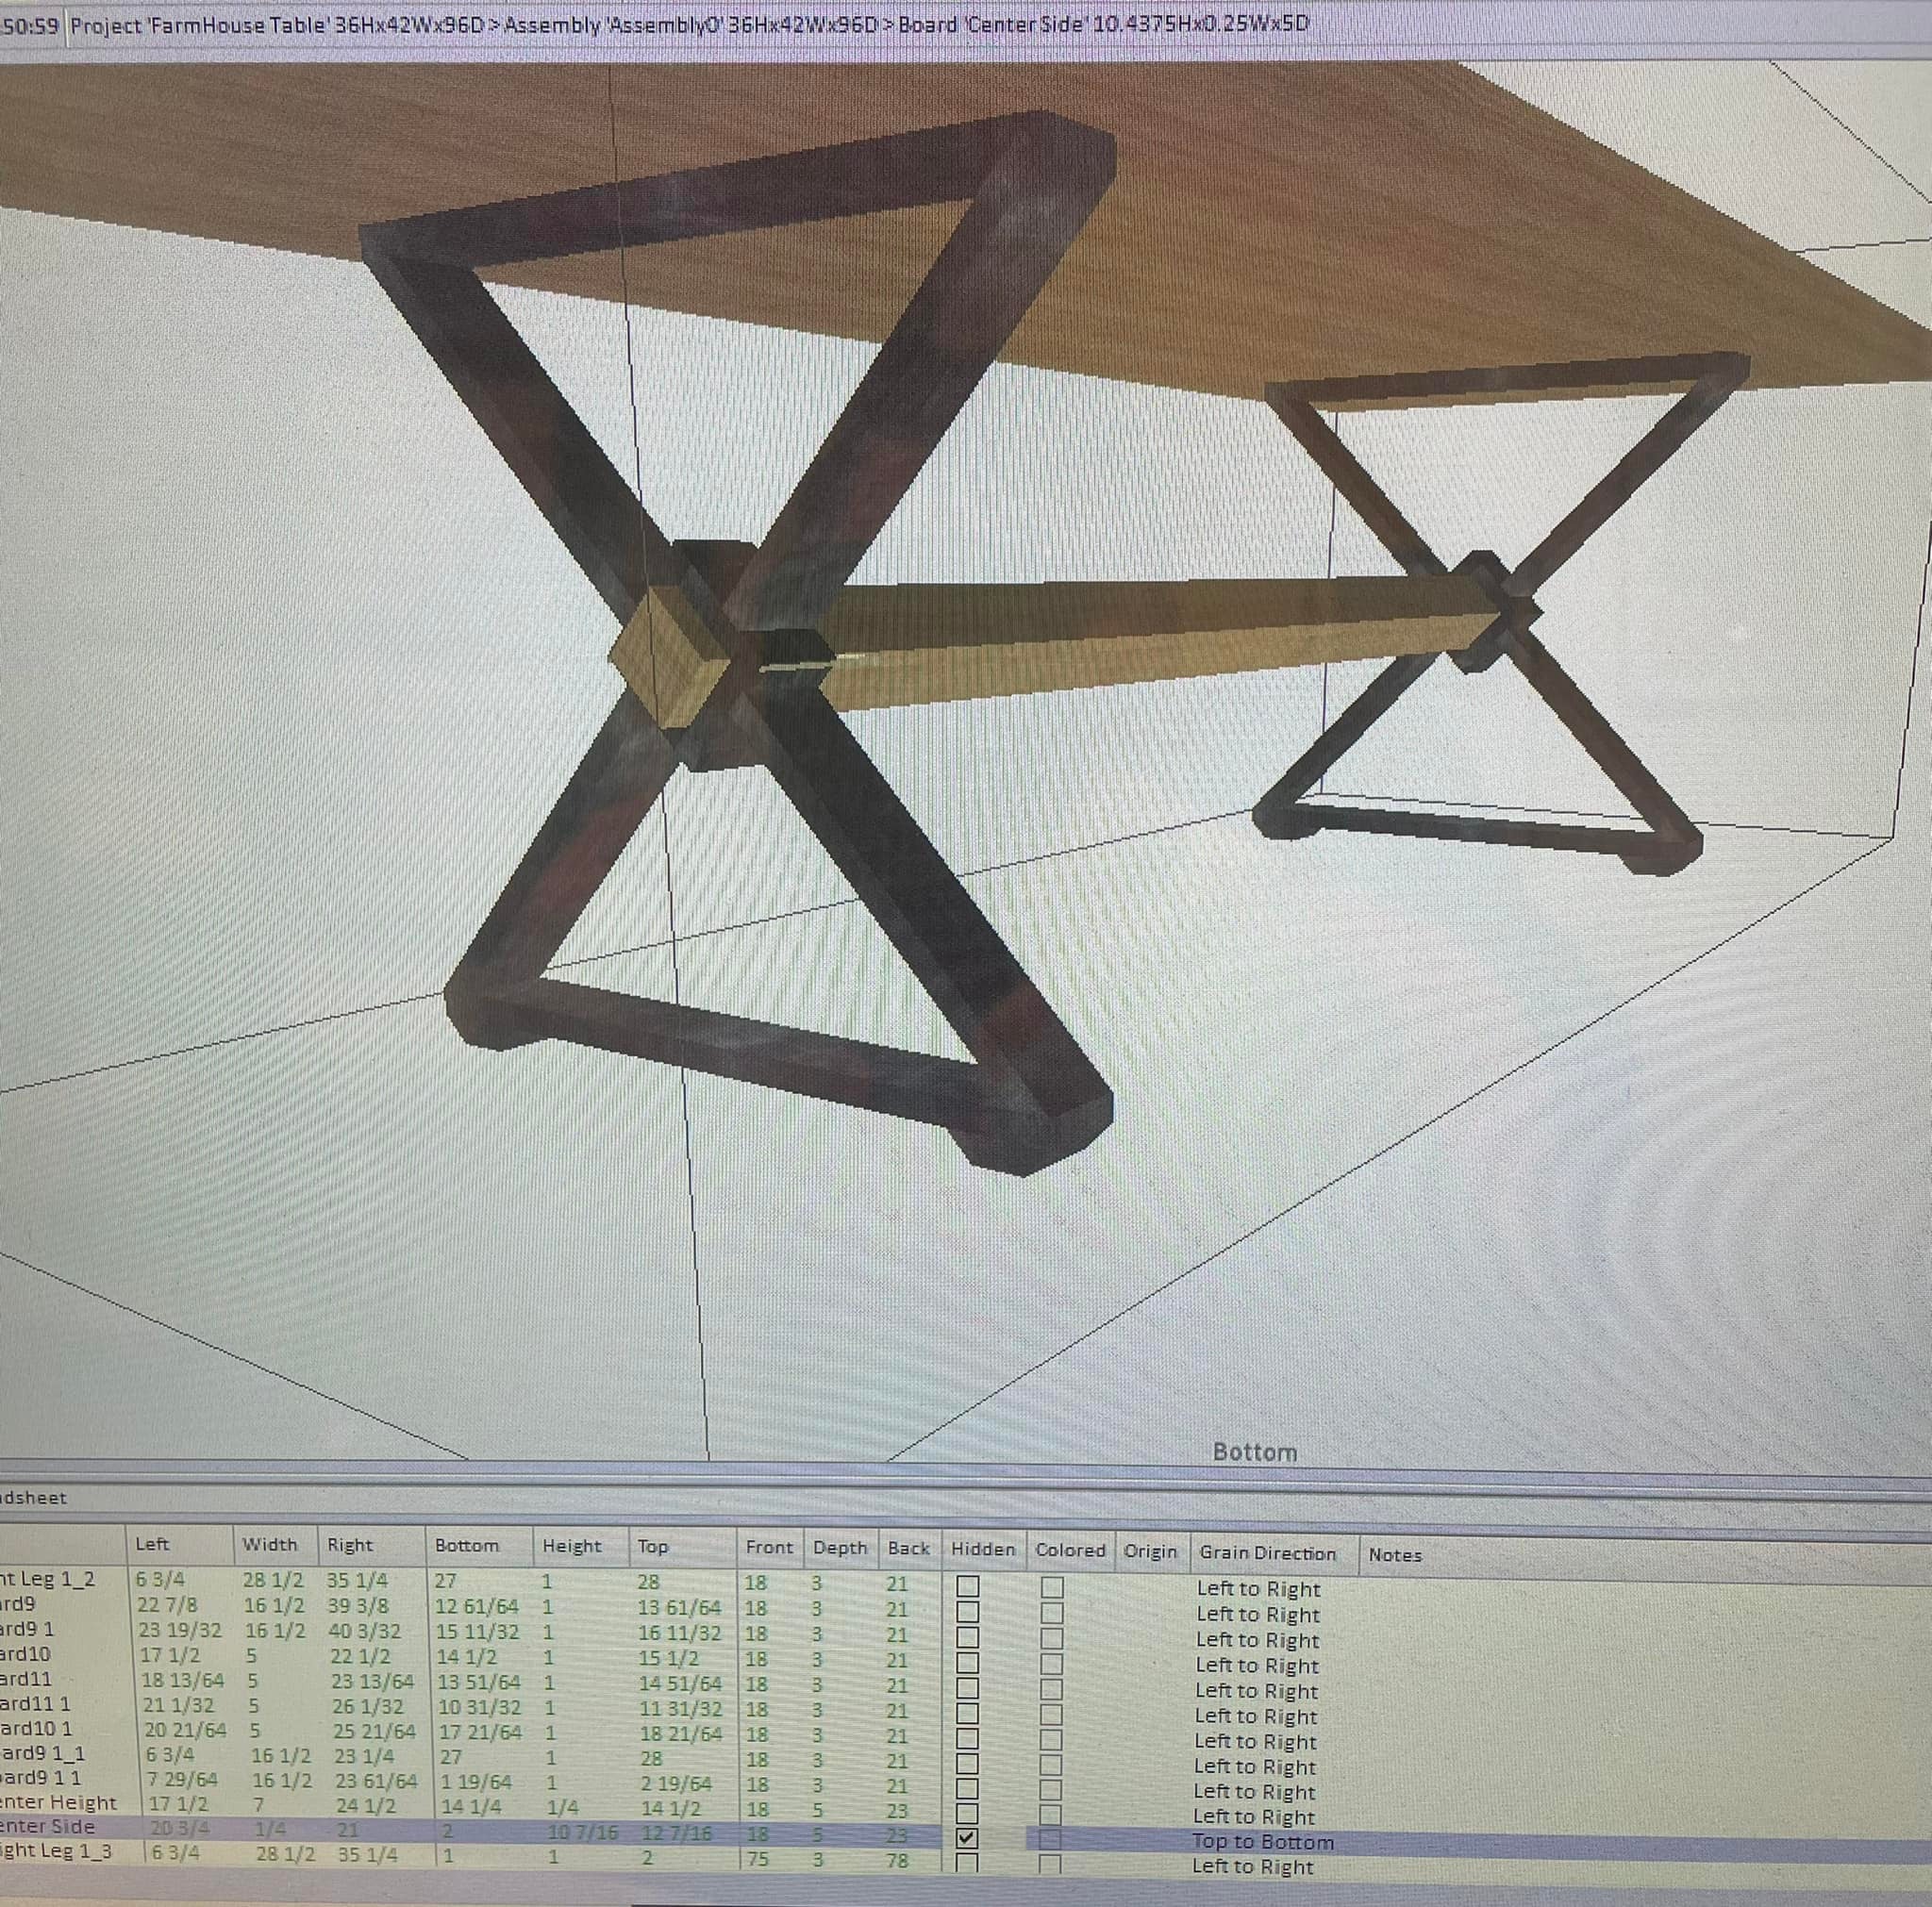 50:59 Project 'FarmHouse Table' 36Hx42Wx96D > Assembly 'Assembly0' 36Hx42Wx96D > Board 'Center Side' 10.4375Hx0.25Wx5D
Bottom
dsheet
Left Width Right Bottom Height Top Front Depth Back Hidden Colored Origin Grain Direction Notes
ht Leg 1_2 6 3/4 28 1/2 35 1/4 27 1 28 18 3 21 Left to Right
ard9 22 7/8 16 1/2 39 3/8 12 61/64 1 13 61/64 18 3 21 Left to Right
ard9 1 23 19/32 16 1/2 40 3/32 15 11/32 1 16 11/32 18 3 21 Left to Right
ard10 17 1/2 5 22 1/2 14 1/2 1 15 1/2 18 3 21 Left to Right
ard11 18 13/64 5 23 13/64 13 51/64 1 14 51/64 18 3 21 Left to Right
ard11 1 21 1/32 5 26 1/32 10 31/32 1 11 31/32 18 3 21 Left to Right
ard10 1 20 21/64 5 25 21/64 17 21/64 1 18 21/64 18 3 21 Left to Right
ard9 1_1 6 3/4 16 1/2 23 1/4 27 1 28 18 3 21 Left to Right
ard9 1 1 7 29/64 16 1/2 23 61/64 1 19/64 1 2 19/64 18 3 21 Left to Right
enter Height 17 1/2 7 24 1/2 14 1/4 1/4 14 1/2 18 5 23 Left to Right
enter Side 20 3/4 1/4 21 2 10 7/16 12 7/16 18 5 23 Top to Bottom
ight Leg 1_3 6 3/4 28 1/2 35 1/4 1 1 2 75 3 78 Left to Right